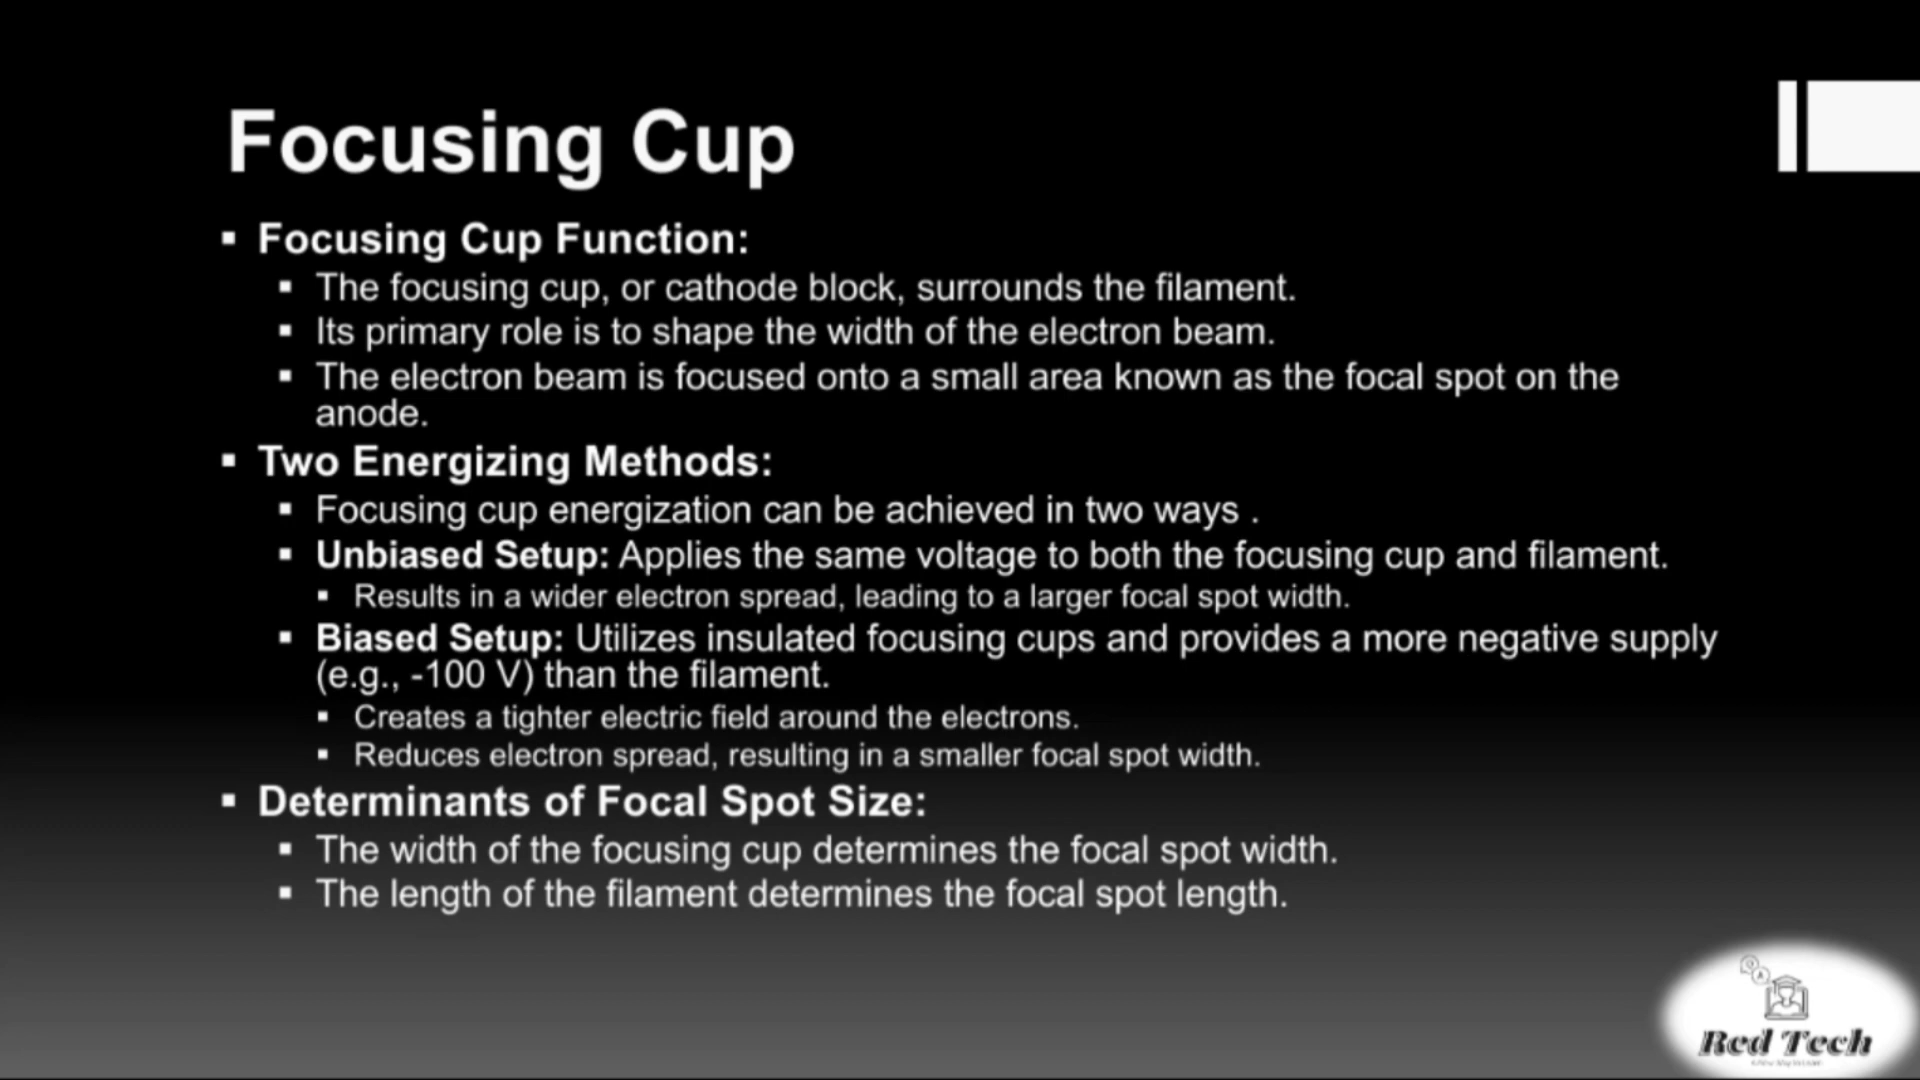 Focusing Cup
▪ Focusing Cup Function:
▪ The focusing cup, or cathode block, surrounds the filament.
▪ Its primary role is to shape the width of the electron beam.
▪ The electron beam is focused onto a small area known as the focal spot on the
anode.
▪ Two Energizing Methods:
▪ Focusing cup energization can be achieved in two ways .
▪ Unbiased Setup: Applies the same voltage to both the focusing cup and filament.
▪ Results in a wider electron spread, leading to a larger focal spot width.
▪ Biased Setup: Utilizes insulated focusing cups and provides a more negative supply
(e.g., -100 V) than the filament.
▪ Creates a tighter electric field around the electrons.
▪ Reduces electron spread, resulting in a smaller focal spot width.
▪ Determinants of Focal Spot Size:
▪ The width of the focusing cup determines the focal spot width.
▪ The length of the filament determines the focal spot length.
Red Tech